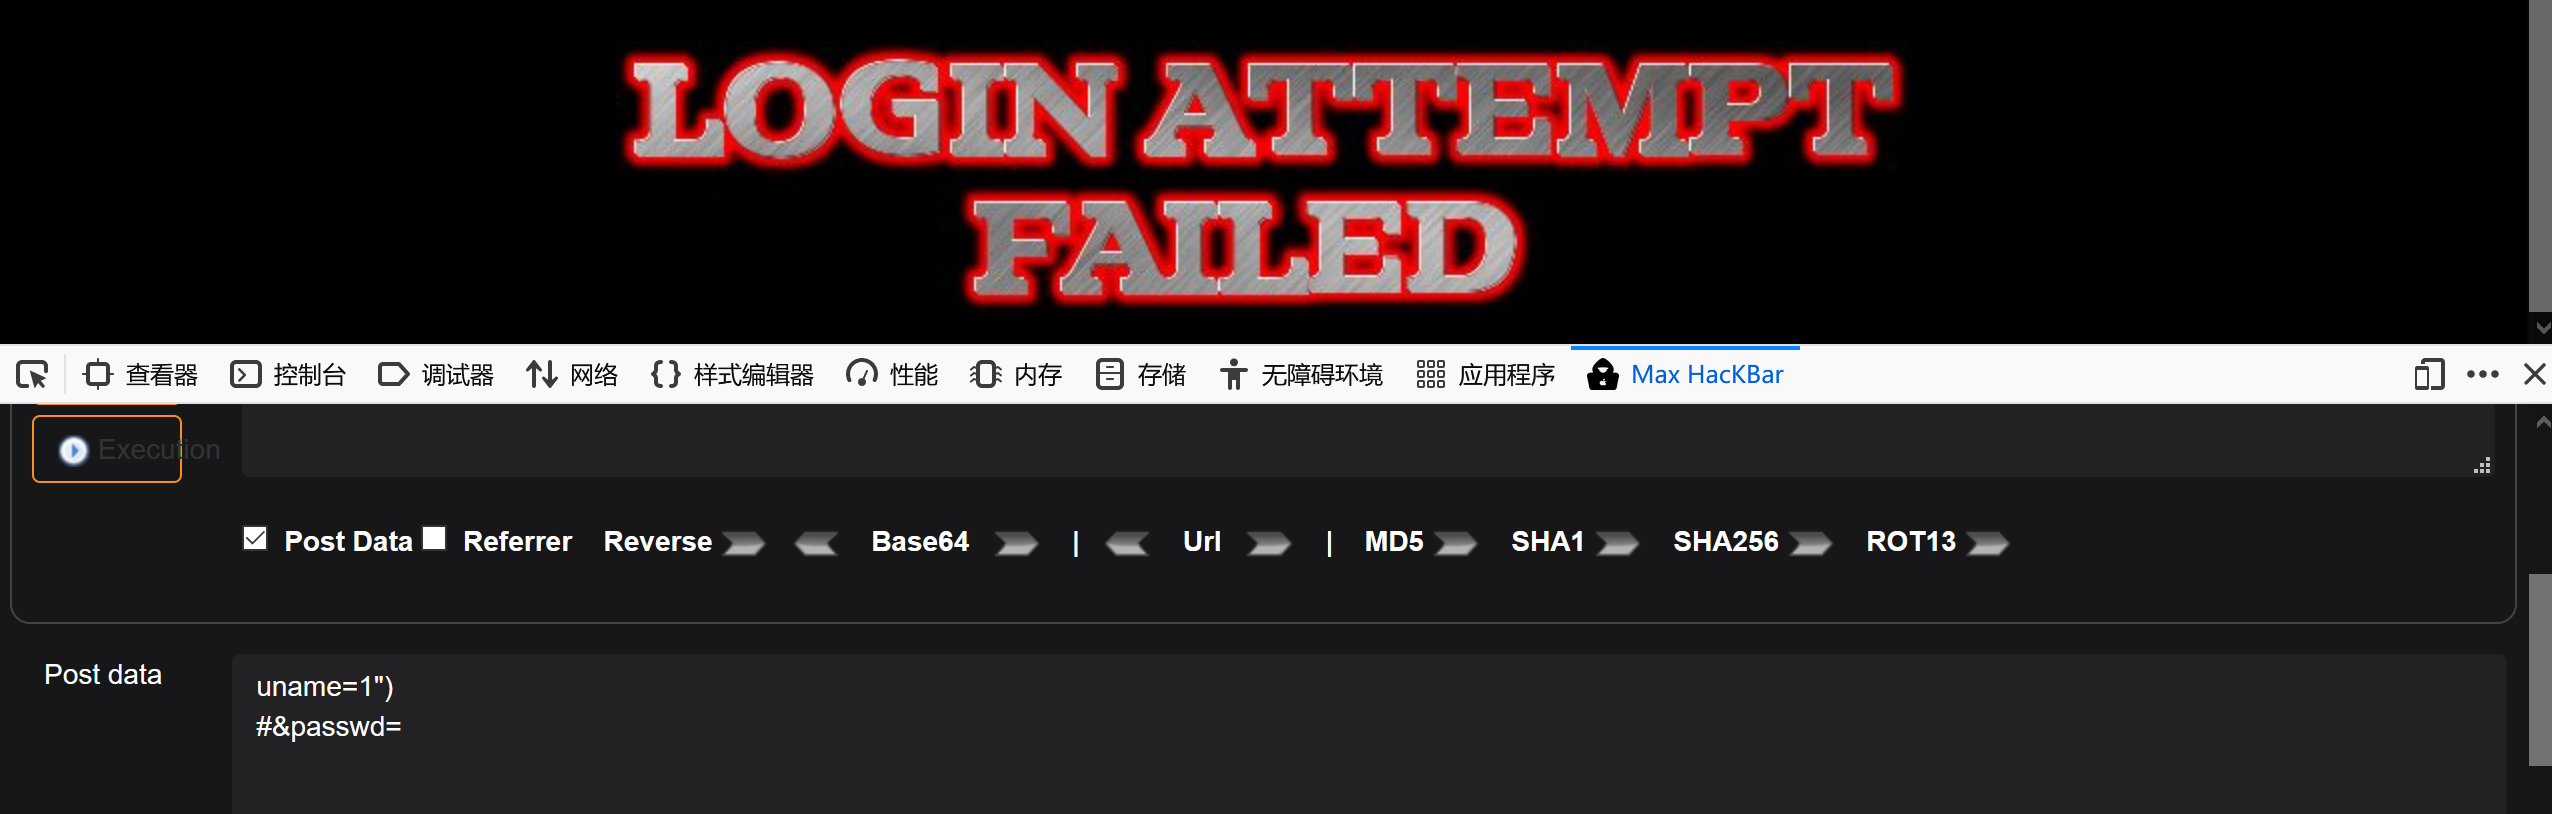 LOGIN ATTEMPT
FAILED
查看器 控制台 调试器 网络 样式编辑器 性能 内存 存储 无障碍环境 应用程序 Max HacKBar
Execution
Post Data Referrer Reverse Base64 | Url | MD5 SHA1 SHA256 ROT13
Post data
uname=1")
#&passwd=